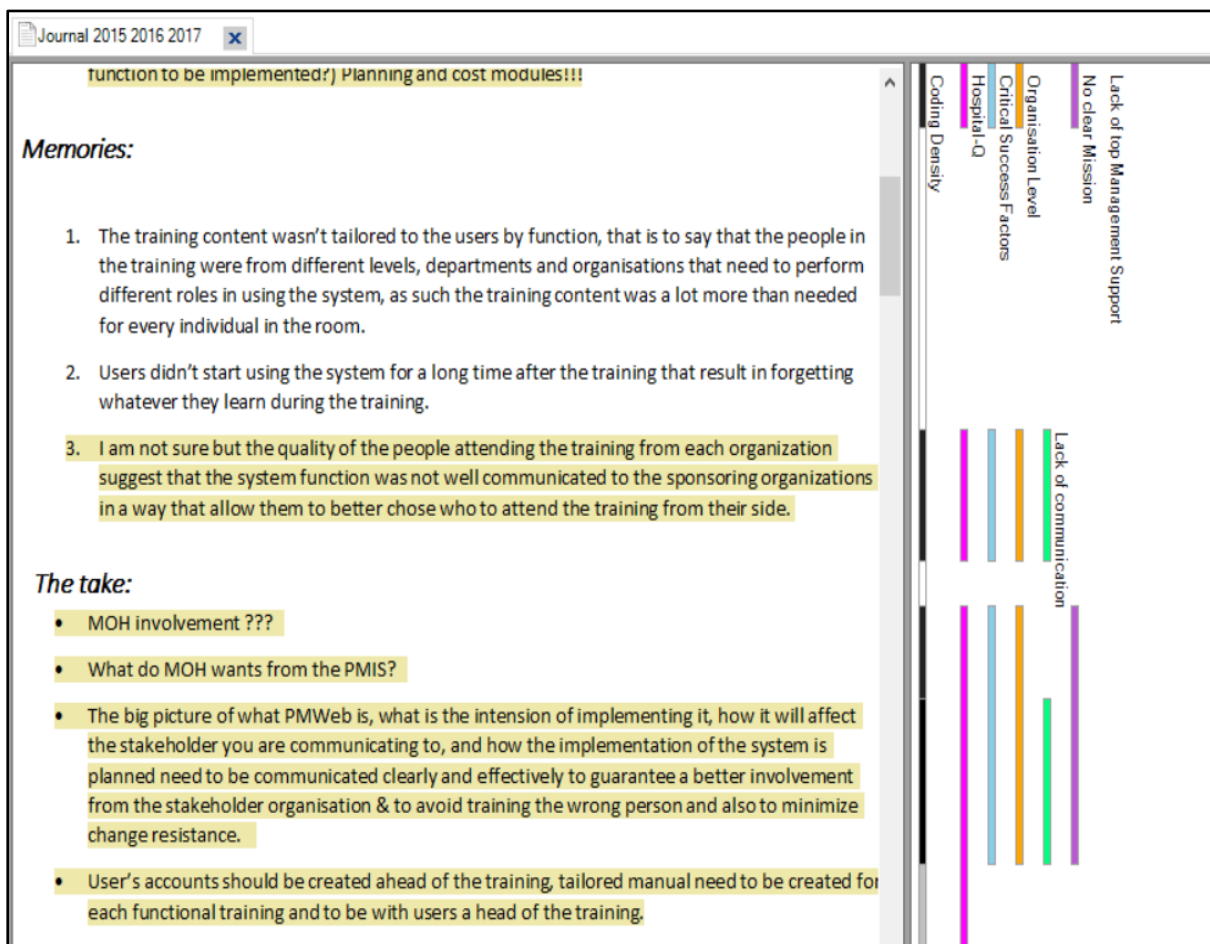 Journal 2015 2016 2017
function to be implemented?) Planning and cost modules!!!
Memories:
1. The training content wasn't tailored to the users by function, that is to say that the people in
the training were from different levels, departments and organisations that need to perform
different roles in using the system, as such the training content was a lot more than needed
for every individual in the room.
2. Users didn't start using the system for a long time after the training that result in forgetting
whatever they learn during the training.
3. I am not sure but the quality of the people attending the training from each organization
suggest that the system function was not well communicated to the sponsoring organizations
in a way that allow them to better chose who to attend the training from their side.
The take:
• MOH involvement ???
• What do MOH wants from the PMIS?
• The big picture of what PMWeb is, what is the intension of implementing it, how it will affect
the stakeholder you are communicating to, and how the implementation of the system is
planned need to be communicated clearly and effectively to guarantee a better involvement
from the stakeholder organisation & to avoid training the wrong person and also to minimize
change resistance.
• User's accounts should be created ahead of the training, tailored manual need to be created for
each functional training and to be with users a head of the training.
Coding Density
Hospital-Q
Critical Success Factors
Organisation Level
Lack of communication
No clear Mission
Lack of top Management Support